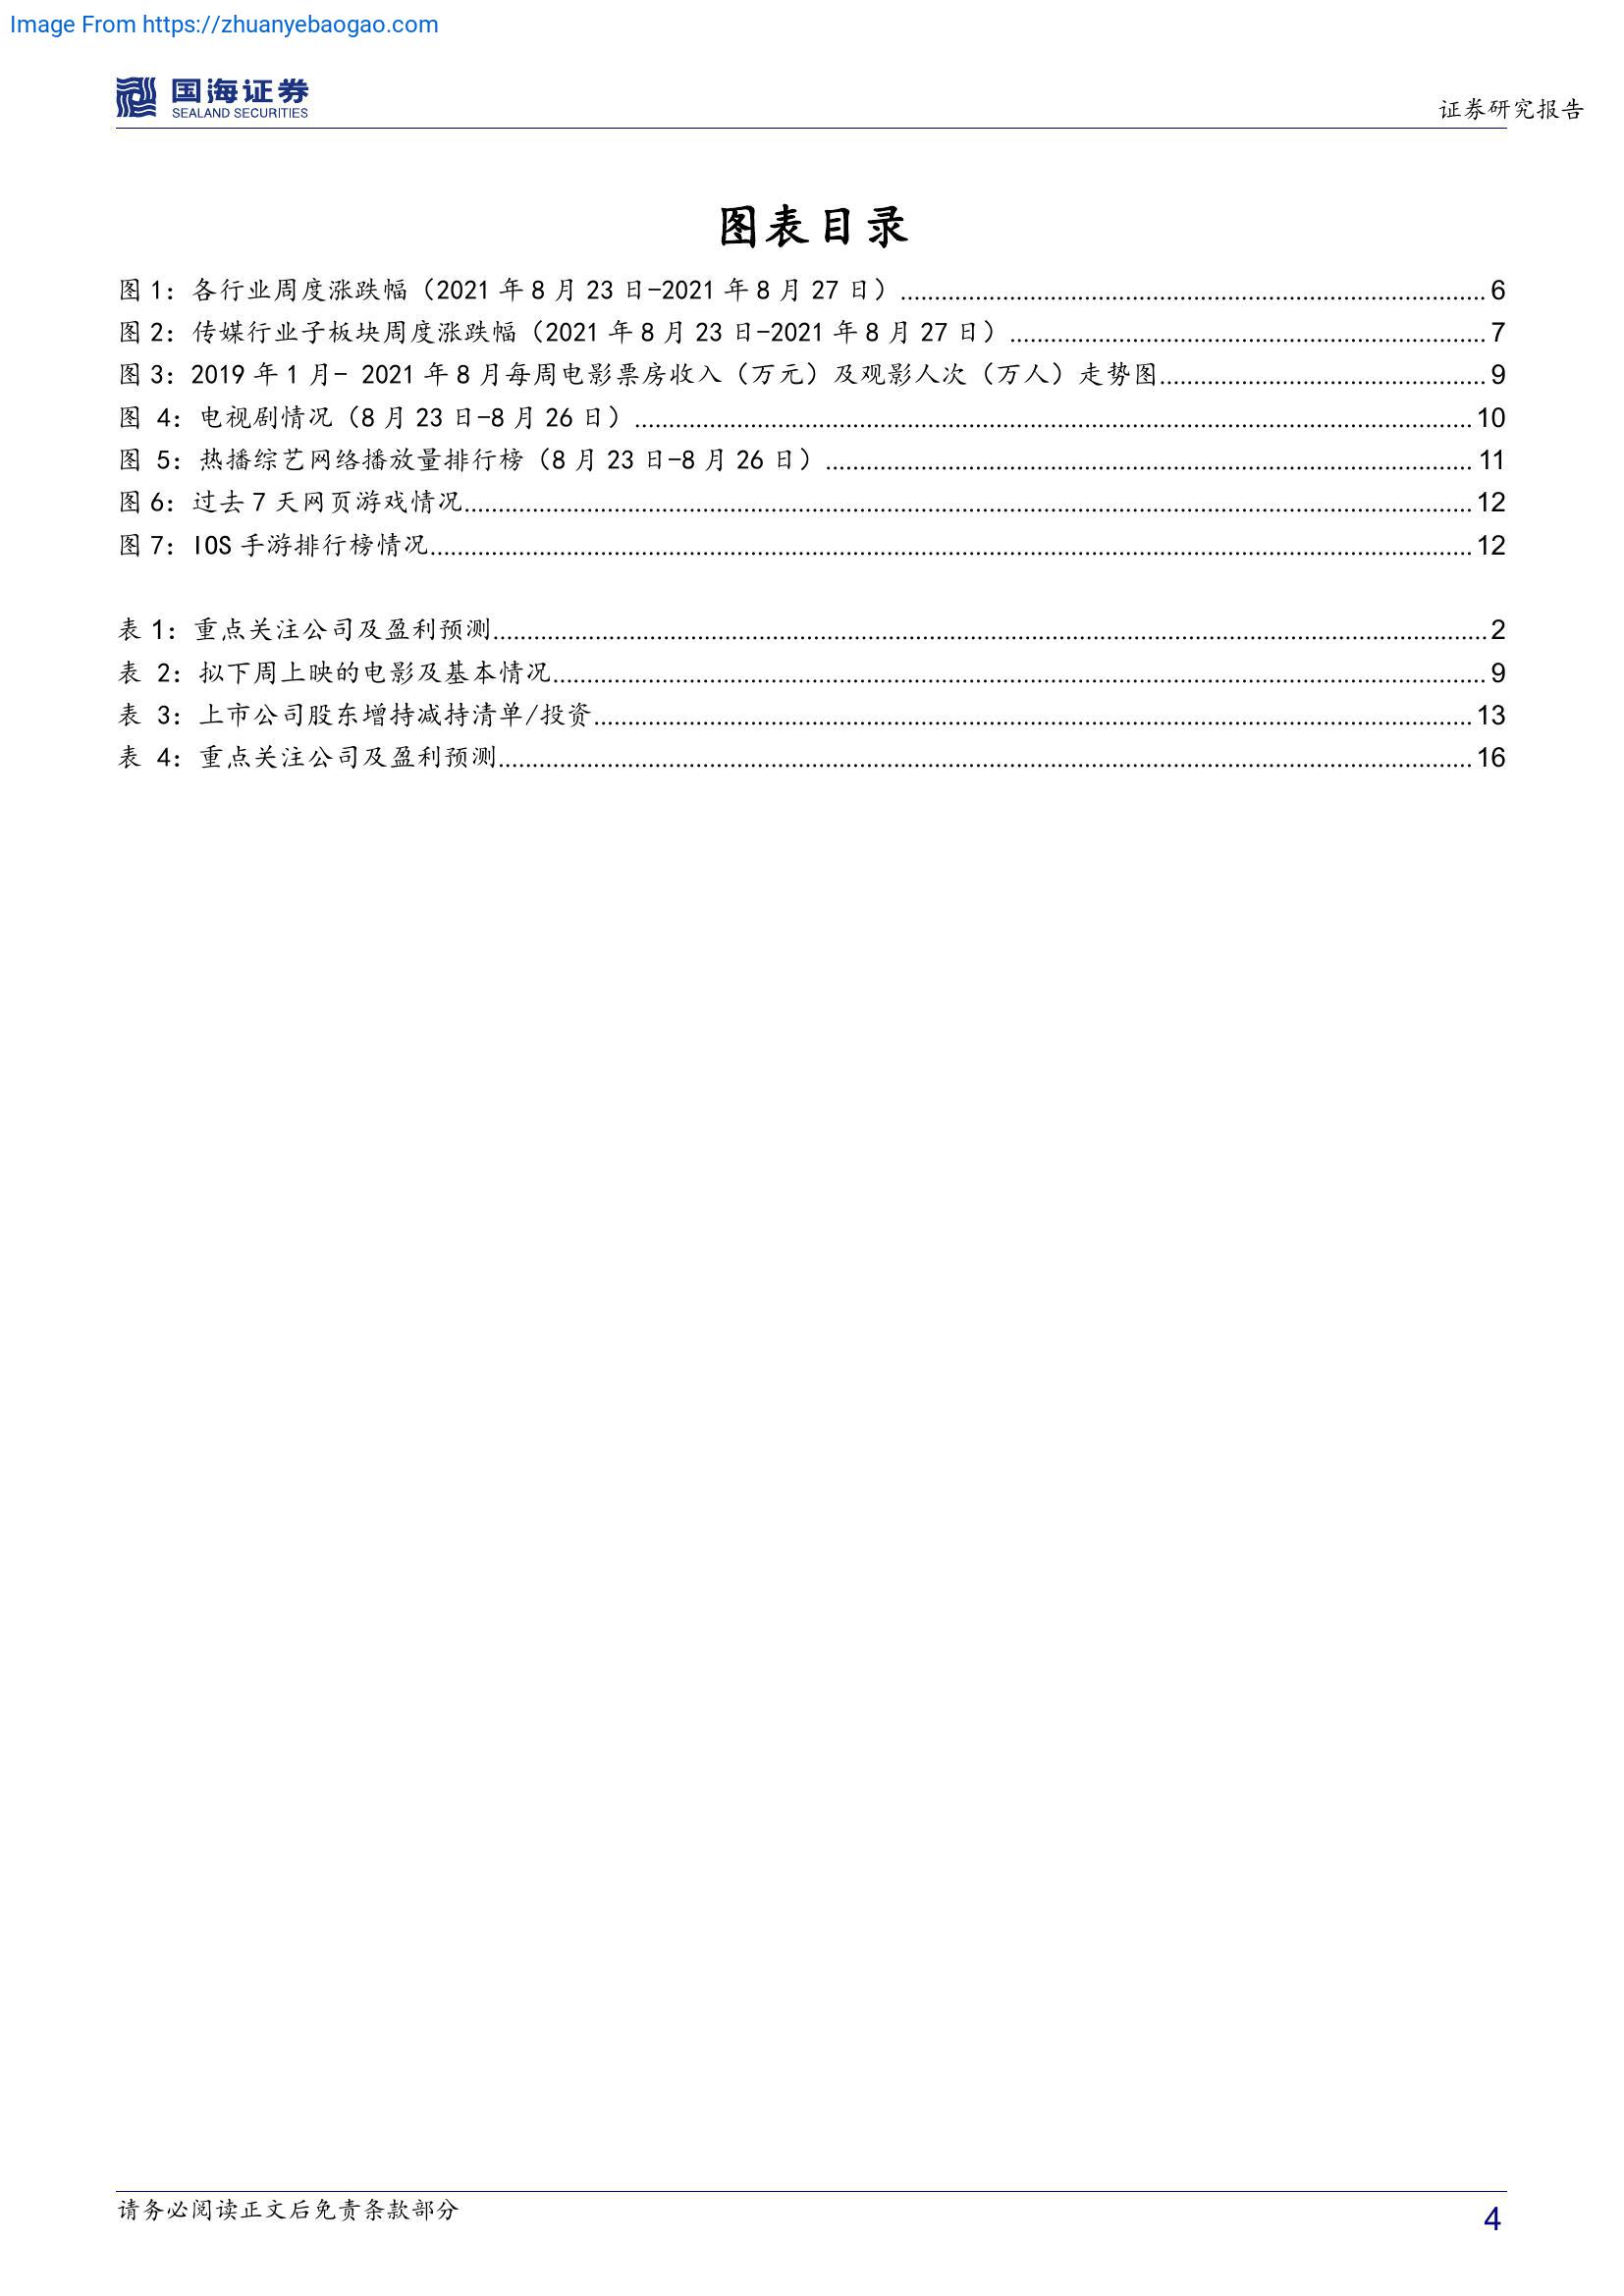 Image From https://zhuanyebaogao.com
国海证券
SEALAND SECURITIES
证券研究报告
图表目录
图 1：各行业周度涨跌幅（2021 年 8 月 23 日-2021 年 8 月 27 日）........................................................................ 6
图 2：传媒行业子板块周度涨跌幅（2021 年 8 月 23 日-2021 年 8 月 27 日）........................................................... 7
图 3：2019 年 1 月- 2021 年 8 月每周电影票房收入（万元）及观影人次（万人）走势图........................................ 9
图 4：电视剧情况（8 月 23 日-8 月 26 日）....................................................................................................... 10
图 5：热播综艺网络播放量排行榜（8 月 23 日-8 月 26 日）................................................................................ 11
图 6：过去 7 天网页游戏情况............................................................................................................................ 12
图 7：IOS 手游排行榜情况................................................................................................................................ 12
表 1：重点关注公司及盈利预测.......................................................................................................................... 2
表 2：拟下周上映的电影及基本情况................................................................................................................... 9
表 3：上市公司股东增持减持清单/投资............................................................................................................ 13
表 4：重点关注公司及盈利预测........................................................................................................................ 16
请务必阅读正文后免责条款部分
4